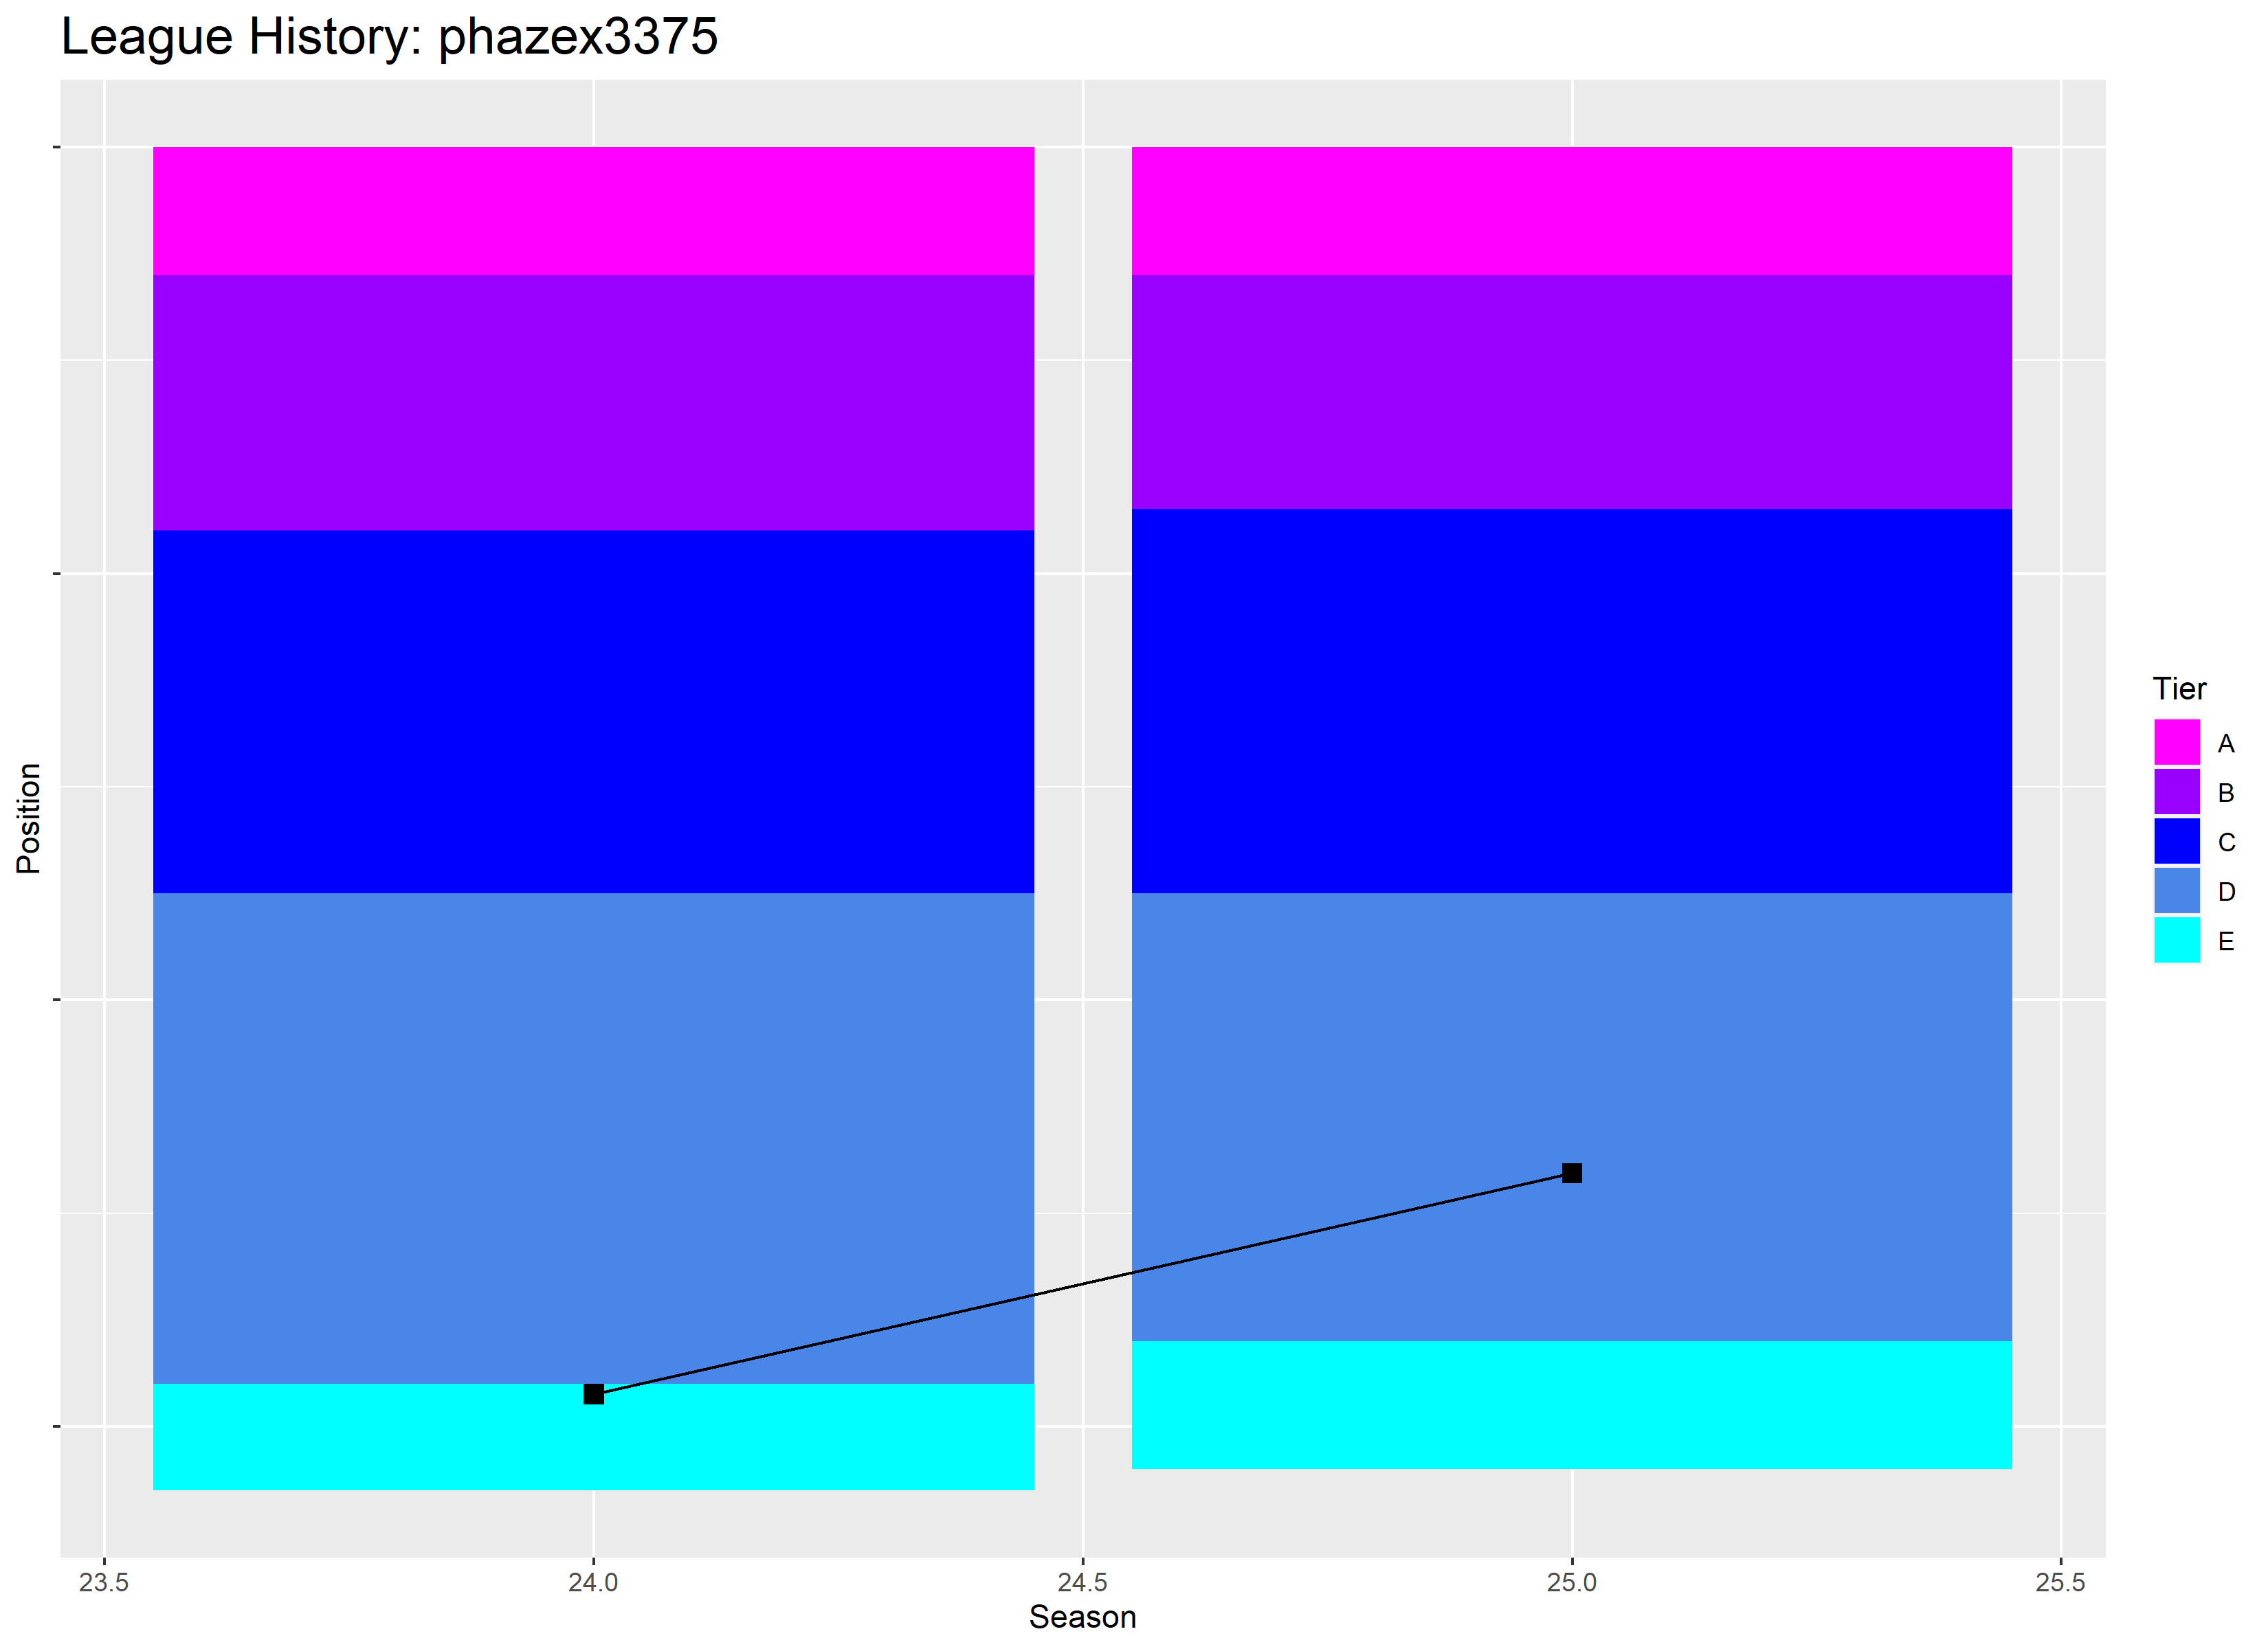 League History: phazex3375
Position
Tier
A
B
C
D
E
23.5
24.0
24.5
25.0
25.5
Season